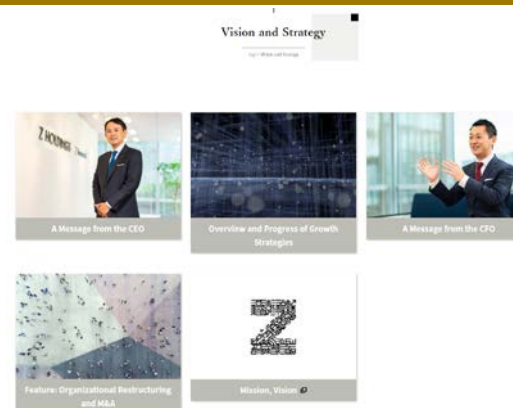 Vision and Strategy
Z HOLDINGS
A Message from the CEO
Overview and Progress of Growth
Strategies
A Message from the CFO
Feature: Organizational Restructuring
and M&A
Mission, Vision